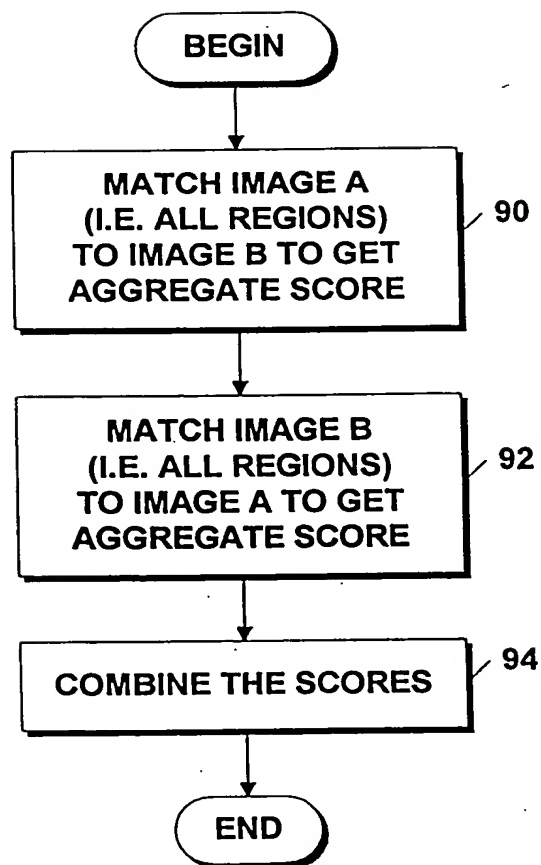 BEGIN
MATCH IMAGE A
(I.E. ALL REGIONS)
TO IMAGE B TO GET
AGGREGATE SCORE
90
MATCH IMAGE B
(I.E. ALL REGIONS)
TO IMAGE A TO GET
AGGREGATE SCORE
92
COMBINE THE SCORES
94
END